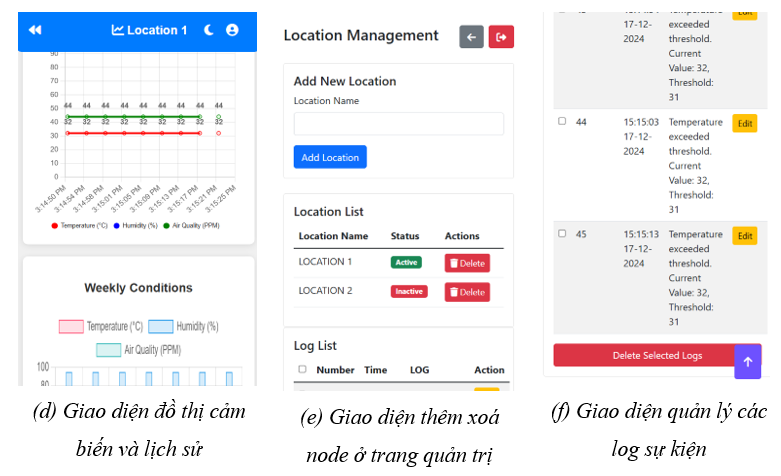 Location 1
90
80
70
60
50
40
30
20
10
0
44 44 44 44 44 44 44 44 44
32 32 32 32 32 32 32 32 32
3:14:50 PM
3:14:54 PM
3:14:58 PM
3:15:01 PM
3:15:05 PM
3:15:09 PM
3:15:13 PM
3:15:17 PM
3:15:21 PM
3:15:25 PM
Temperature (°C) Humidity (%) Air Quality (PPM)
Weekly Conditions
Temperature (°C) Humidity (%)
Air Quality (PPM)
100
(d) Giao diện đồ thị cảm
biến và lịch sử
Location Management
Add New Location
Location Name
Add Location
Location List
Location Name Status Actions
LOCATION 1 Active Delete
LOCATION 2 Inactive Delete
Log List
Number Time LOG Action
(e) Giao diện thêm xoá
node ở trang quản trị
17-12- exceeded
2024 threshold.
Current
Value: 32,
Threshold:
31
44 15:15:03 Temperature Edit
17-12- exceeded
2024 threshold.
Current
Value: 32,
Threshold:
31
45 15:15:13 Temperature Edit
17-12- exceeded
2024 threshold.
Current
Value: 32,
Threshold:
31
Delete Selected Logs
(f) Giao diện quản lý các
log sự kiện